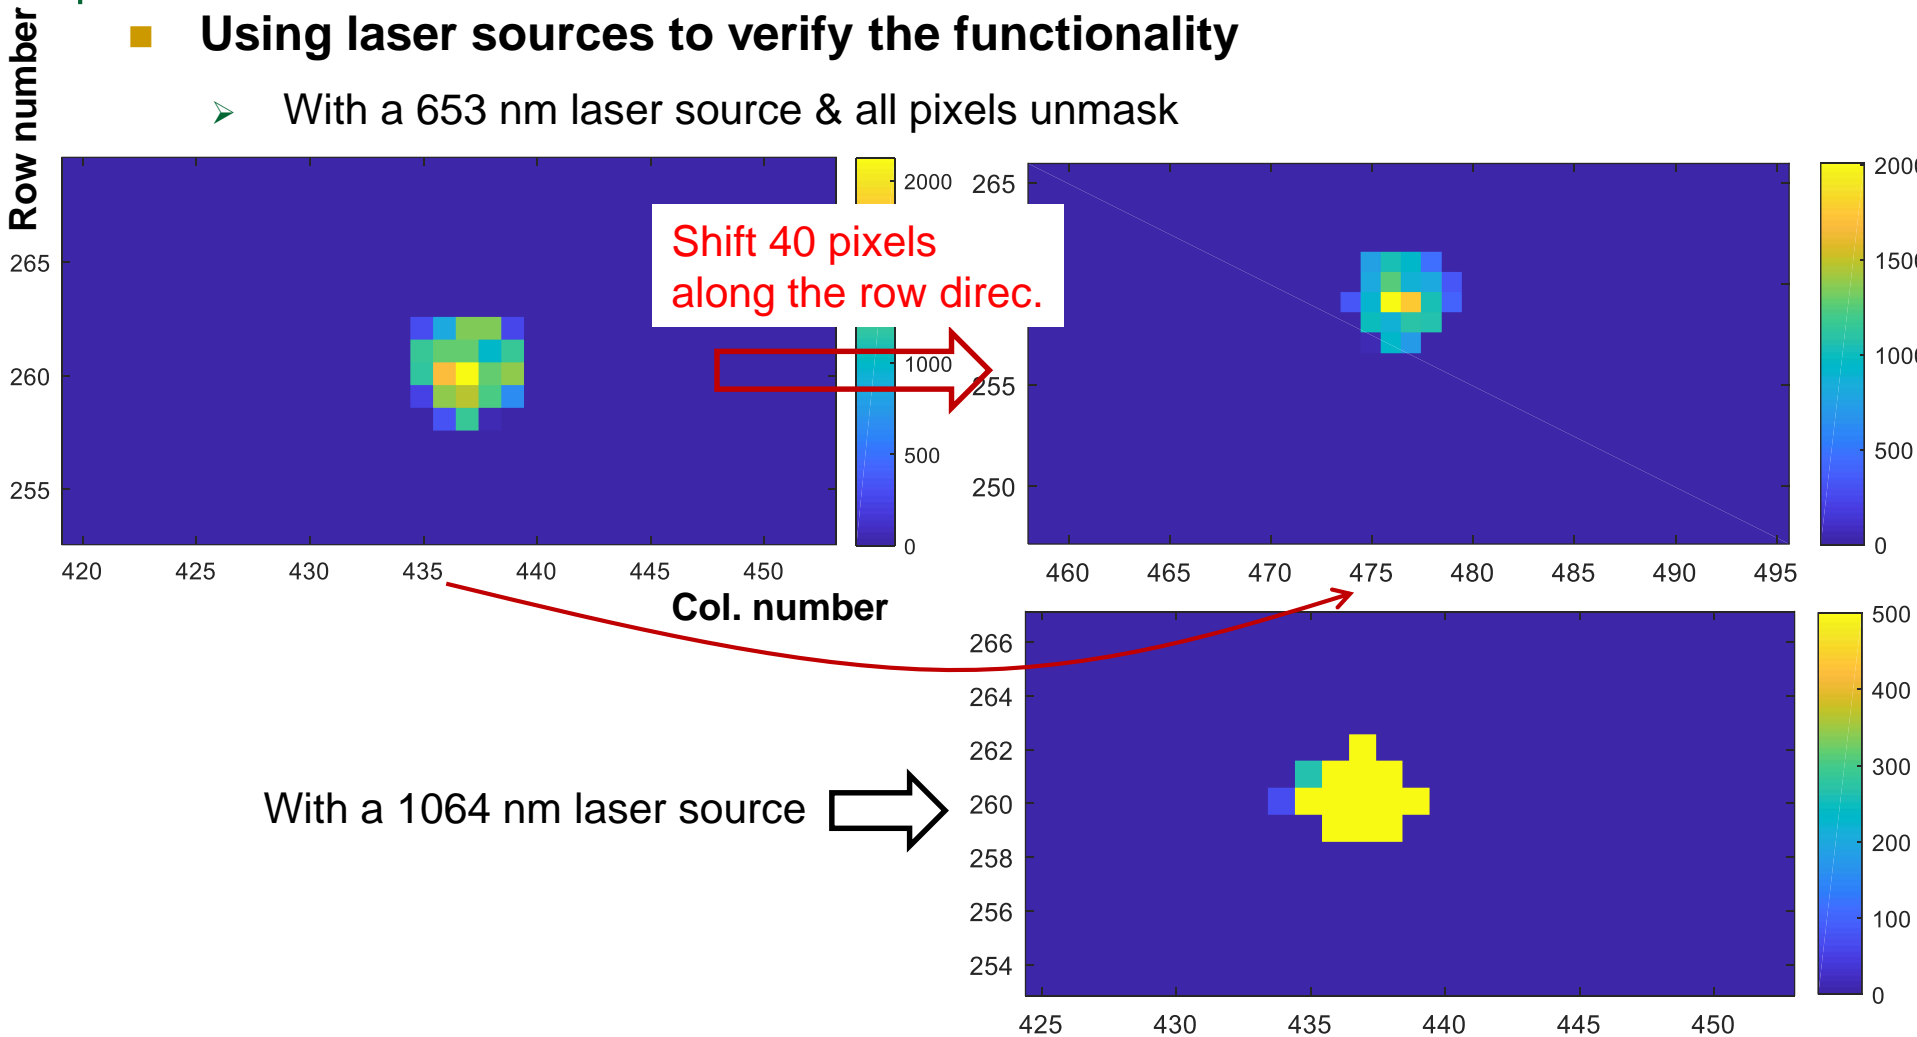 Using laser sources to verify the functionality
With a 653 nm laser source & all pixels unmask
Row number
265
260
255
420 425 430 435 440 445 450
2000
1000
500
0
Shift 40 pixels
along the row direc.
265
255
250
460 465 470 475 480 485 490 495
2000
1500
1000
500
0
Col. number
With a 1064 nm laser source
266
264
262
260
258
256
254
425 430 435 440 445 450
500
400
300
200
100
0